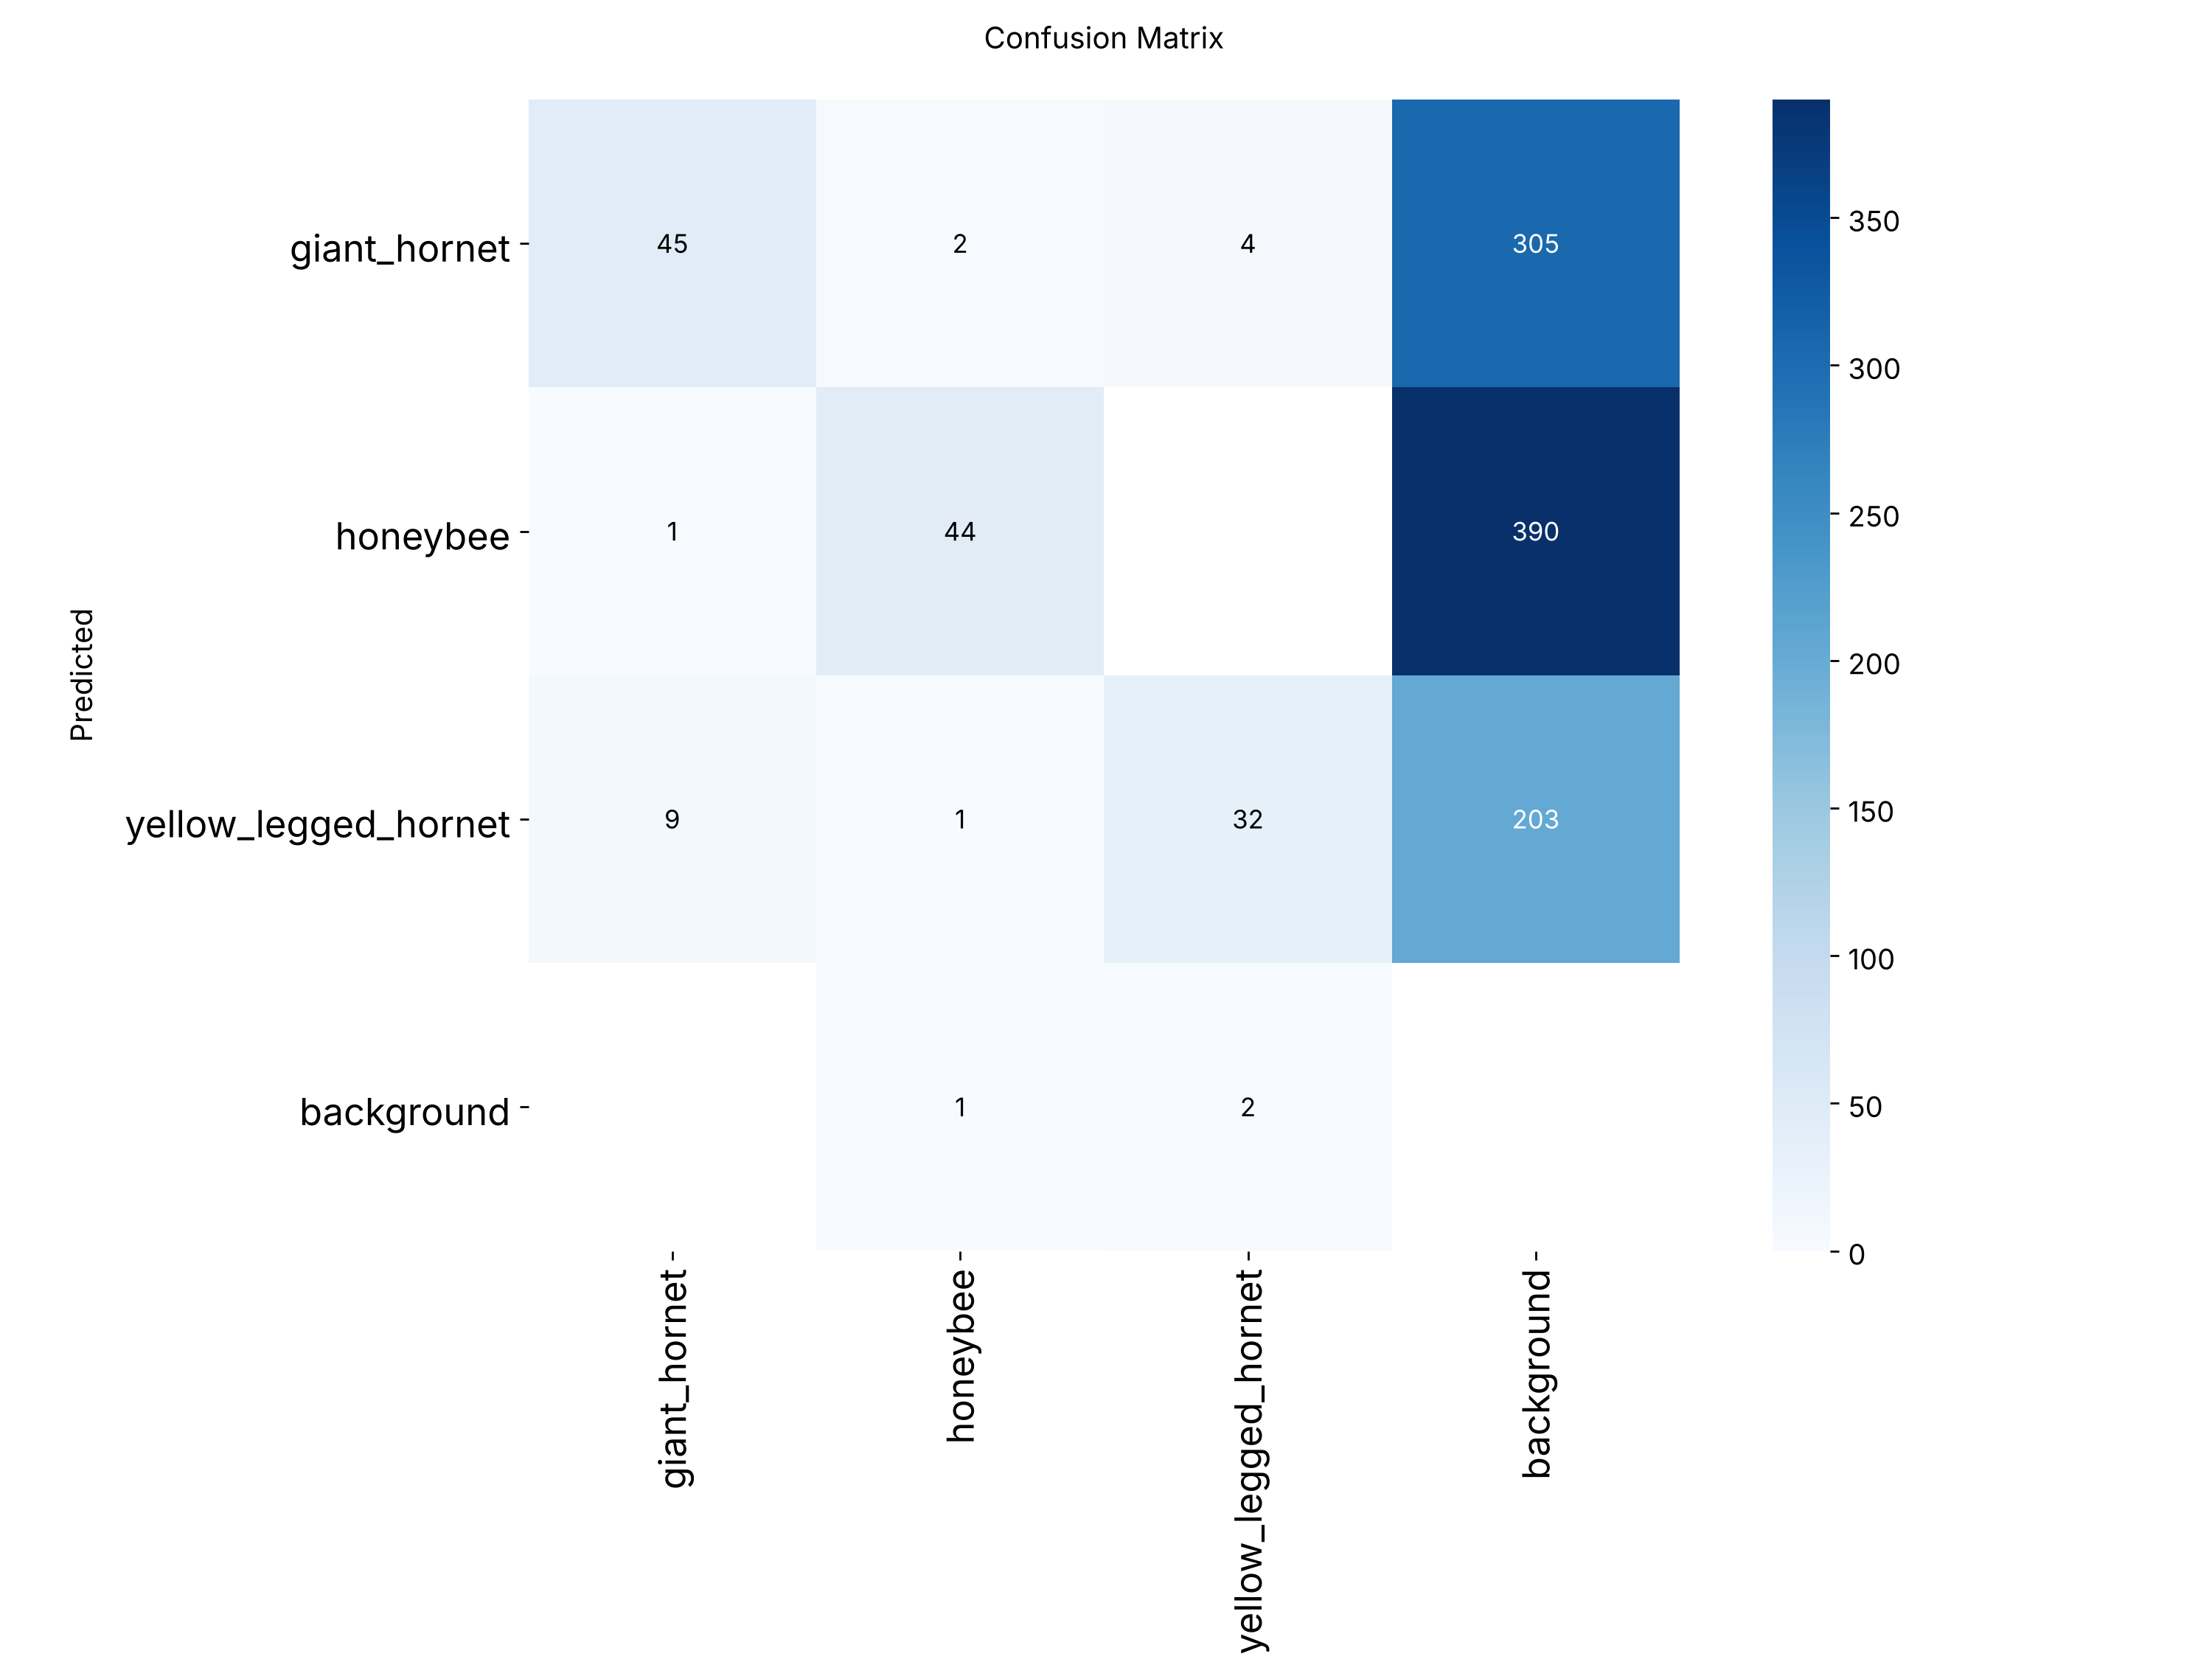 Confusion Matrix
giant_hornet 45 2 4 305
honeybee 1 44 390
yellow_legged_hornet 9 1 32 203
background 1 2
Predicted
giant_hornet
honeybee
yellow_legged_hornet
background
350
300
250
200
150
100
50
0